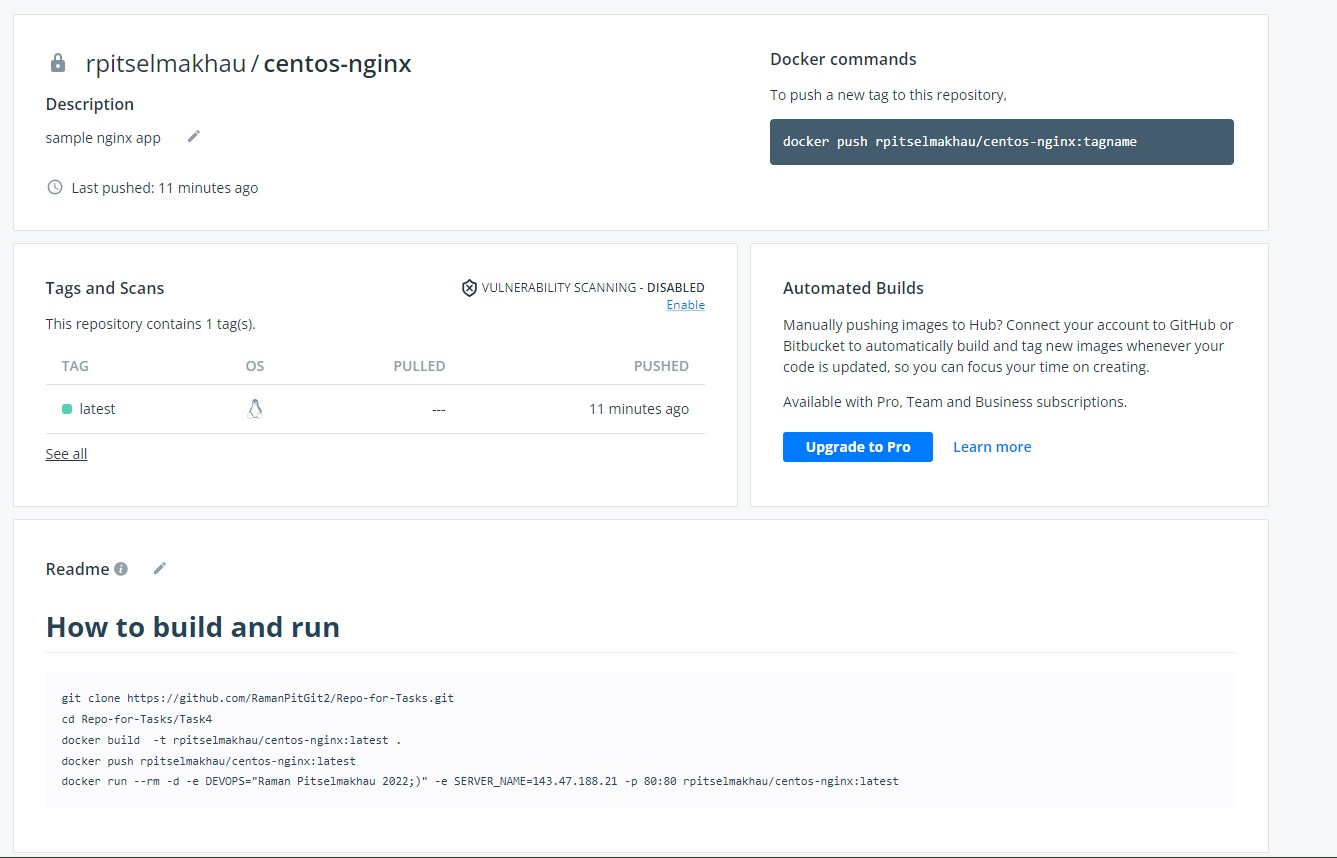 rpitselmakhau / centos-nginx
Description
sample nginx app
Last pushed: 11 minutes ago
Docker commands
To push a new tag to this repository,
docker push rpitselmakhau/centos-nginx:tagname
Tags and Scans
VULNERABILITY SCANNING - DISABLED
Enable
This repository contains 1 tag(s).
TAG OS PULLED PUSHED
latest --- 11 minutes ago
See all
Automated Builds
Manually pushing images to Hub? Connect your account to GitHub or
Bitbucket to automatically build and tag new images whenever your
code is updated, so you can focus your time on creating.
Available with Pro, Team and Business subscriptions.
Upgrade to Pro Learn more
Readme
How to build and run
git clone https://github.com/RamanPitGit2/Repo-for-Tasks.git
cd Repo-for-Tasks/Task4
docker build  -t rpitselmakhau/centos-nginx:latest .
docker push rpitselmakhau/centos-nginx:latest
docker run --rm -d -e DEVOPS="Raman Pitselmakhau 2022;)" -e SERVER_NAME=143.47.188.21 -p 80:80 rpitselmakhau/centos-nginx:latest